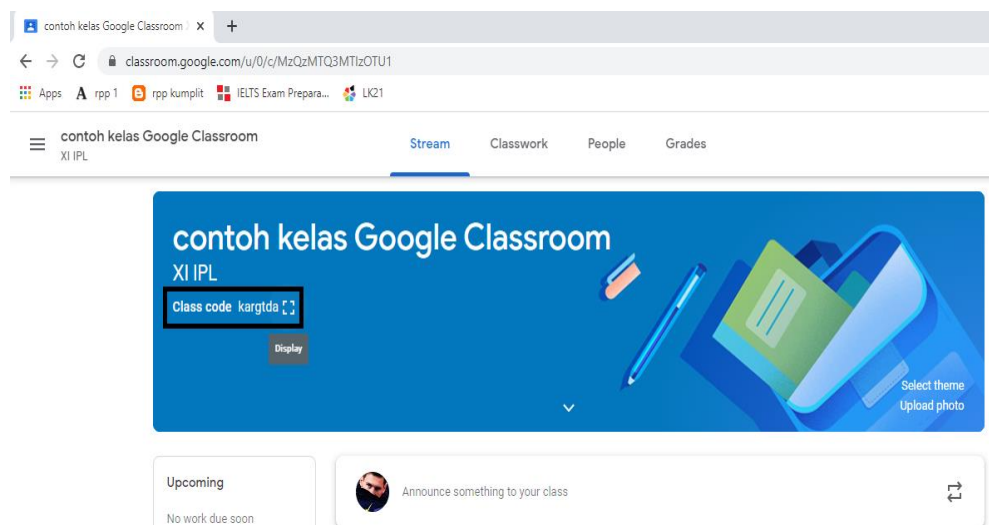 contoh kelas Google Classroom
classroom.google.com/u/0/c/MzQzMTQ3MTIzOTU1
Apps rpp 1 rpp kumplit IELTS Exam Prepara... LK21
contoh kelas Google Classroom
XI IPL
Stream Classwork People Grades
contoh kelas Google Classroom
XI IPL
Class code kargtda
Display
Select theme
Upload photo
Upcoming
No work due soon
Announce something to your class